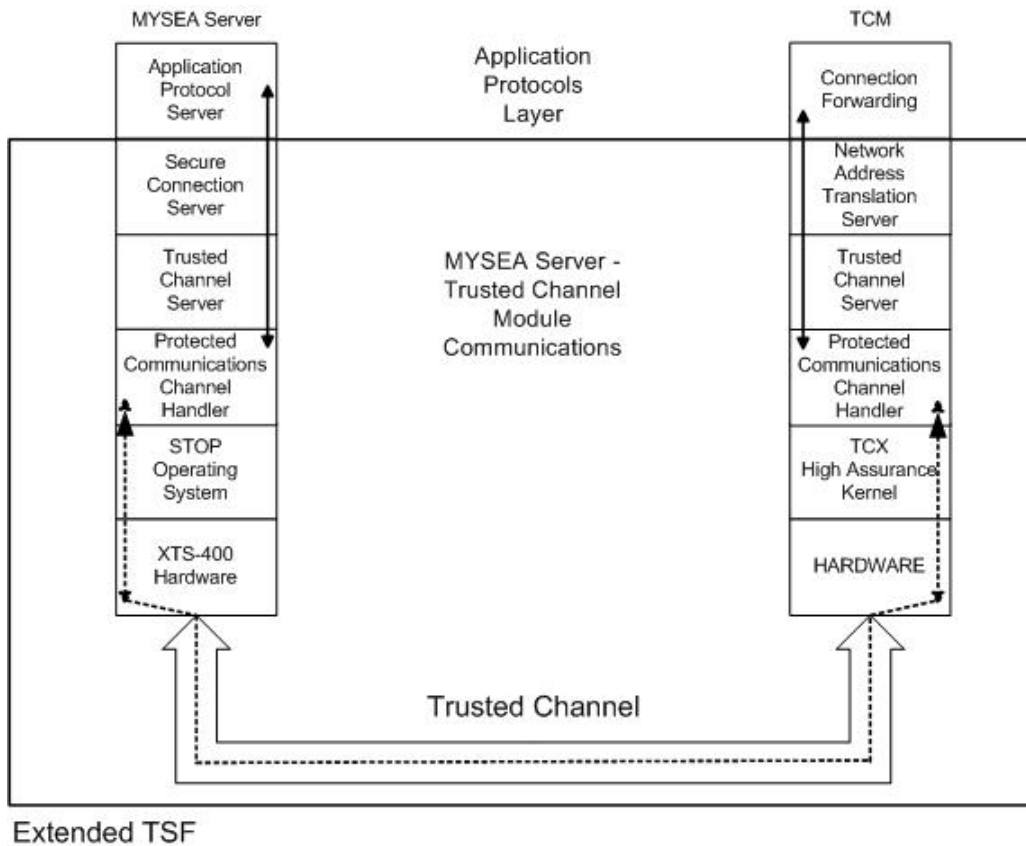 MYSEA Server
Application
Protocol
Server
Secure
Connection
Server
Trusted
Channel
Server
Protected
Communications
Channel
Handler
STOP
Operating
System
XTS-400
Hardware
Application
Protocols
Layer
MYSEA Server -
Trusted Channel
Module
Communications
TCM
Connection
Forwarding
Network
Address
Translation
Server
Trusted
Channel
Server
Protected
Communications
Channel
Handler
TCX
High Assurance
Kernel
HARDWARE
Trusted Channel
Extended TSF